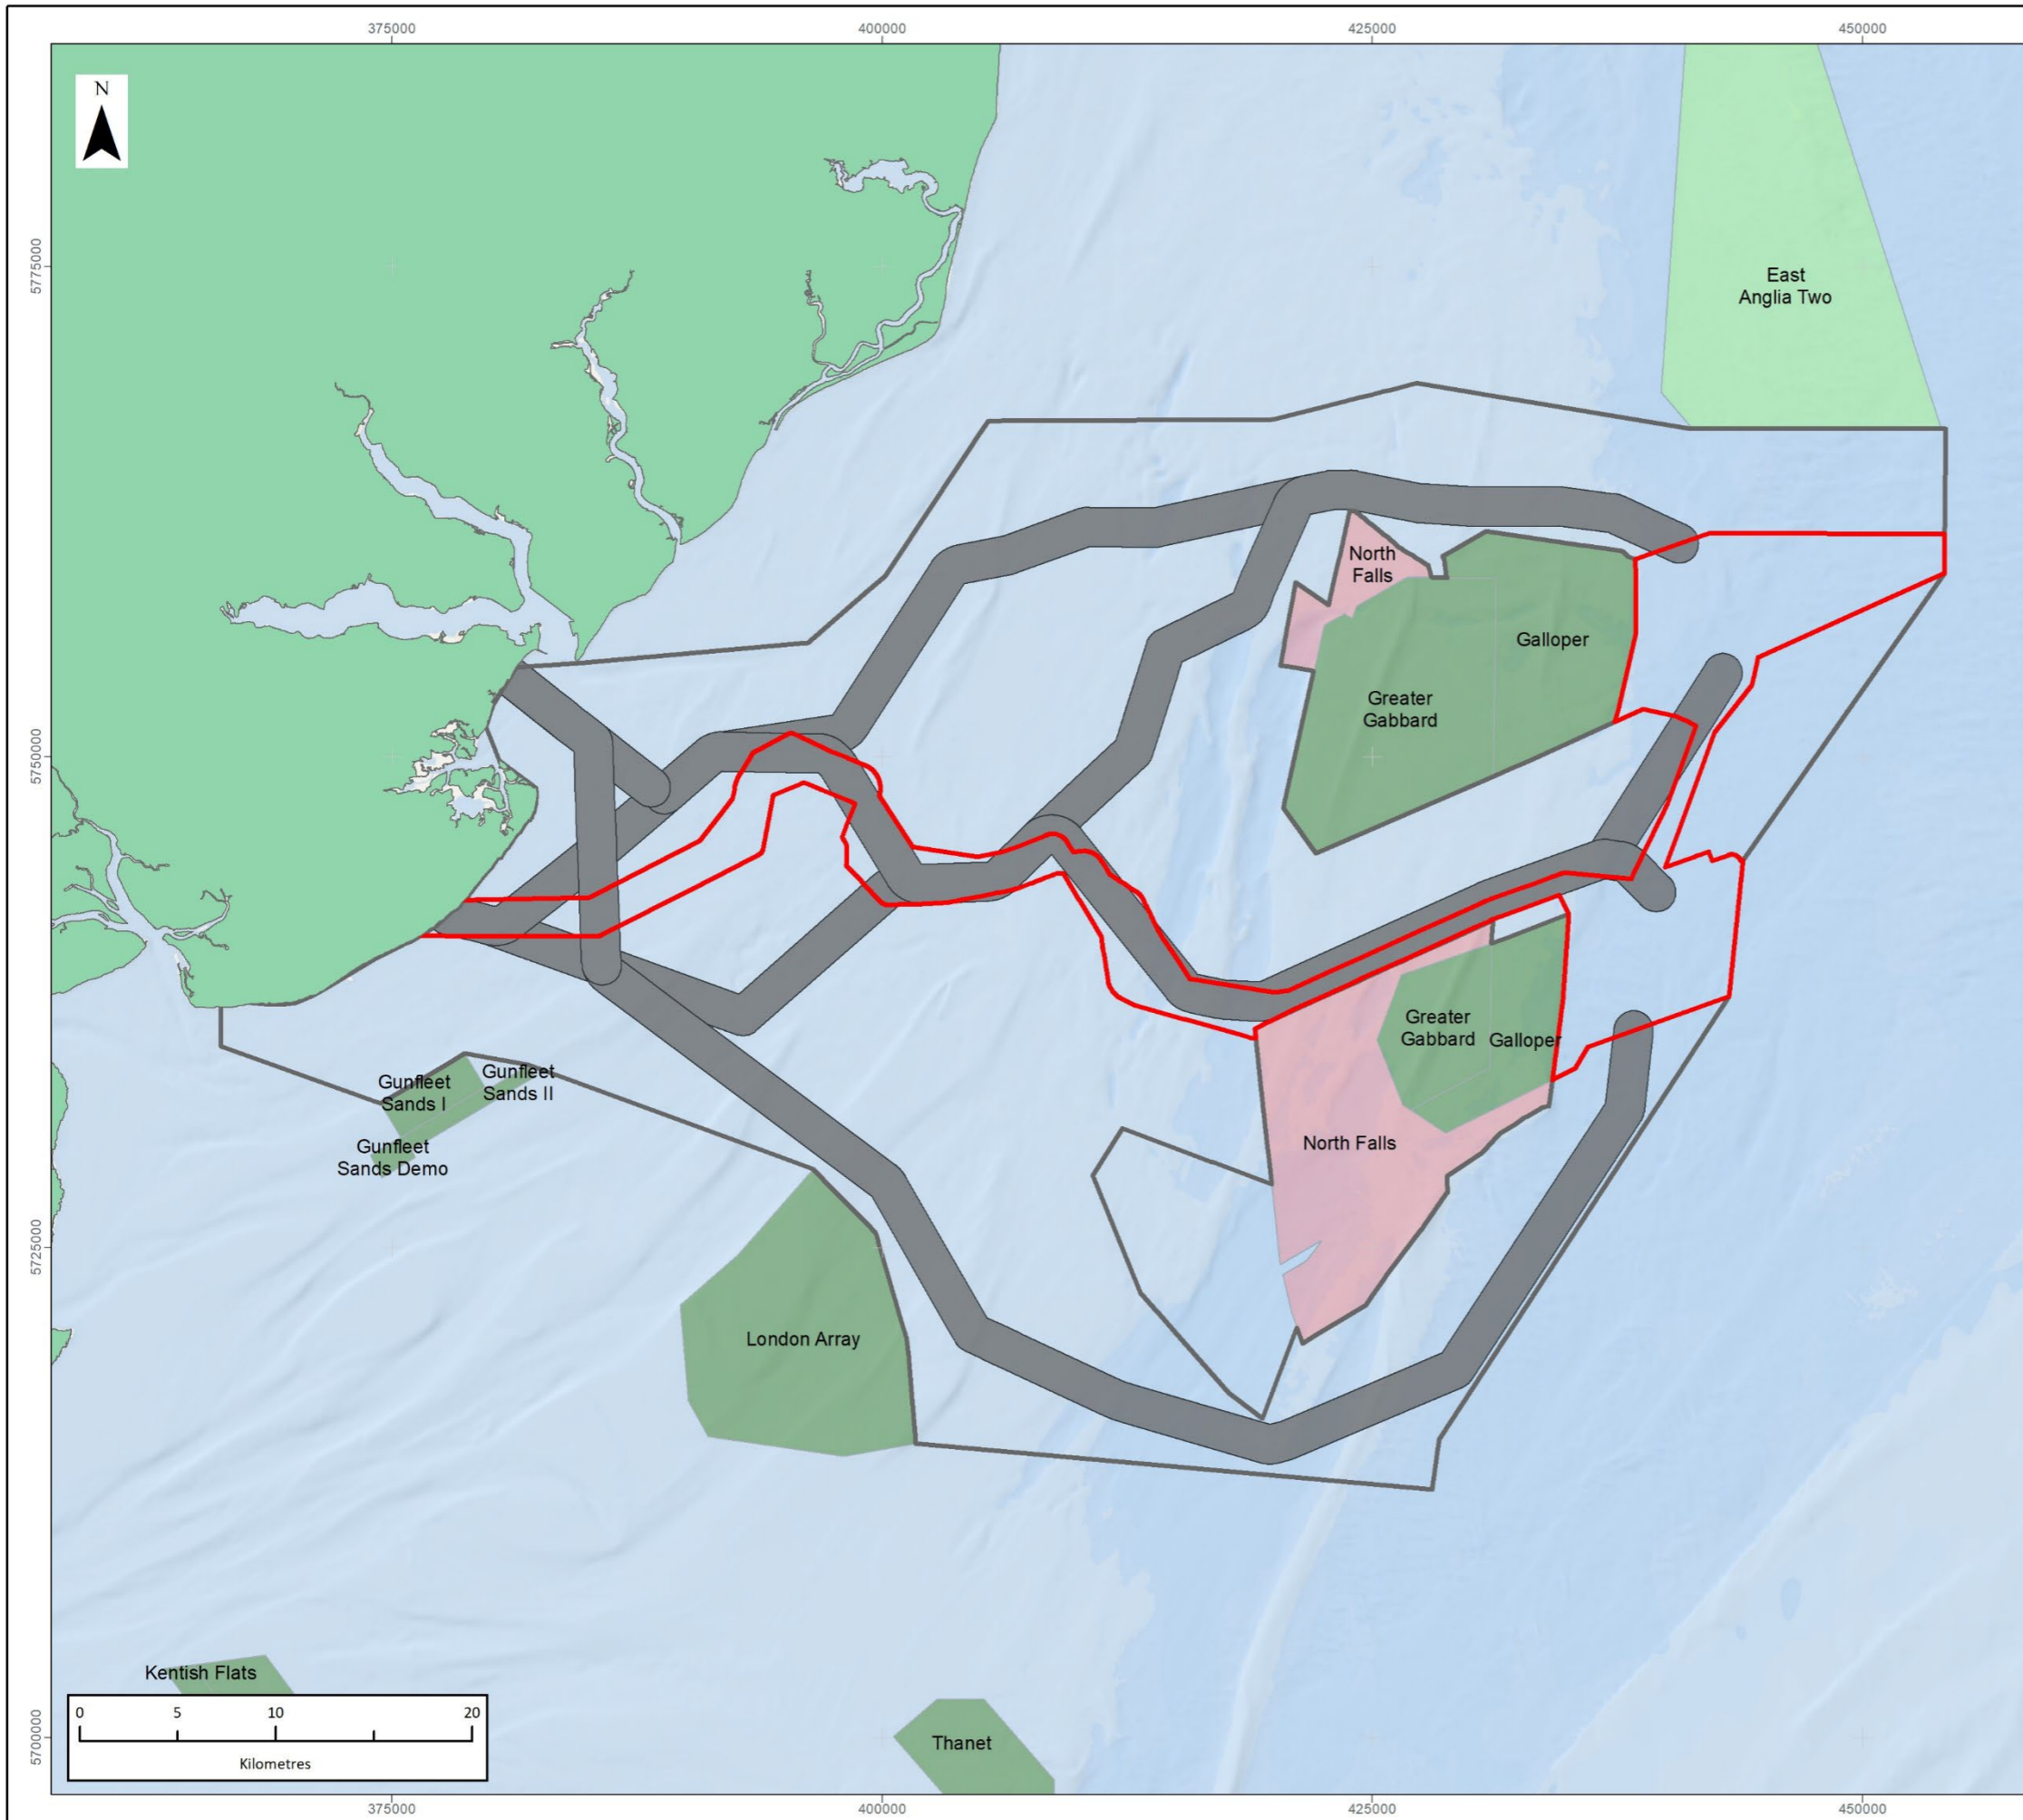 375000
400000
425000
450000
N
5775000
East
Anglia Two
North
Falls
Galloper
Greater
Gabbard
5750000
Greater
Gabbard
Galloper
Gunfleet
Sands I
Gunfleet
Sands II
Gunfleet
Sands Demo
North Falls
5725000
London Array
Kentish Flats
0 5 10 20
Kilometres
Thanet
5700000
375000
400000
425000
450000